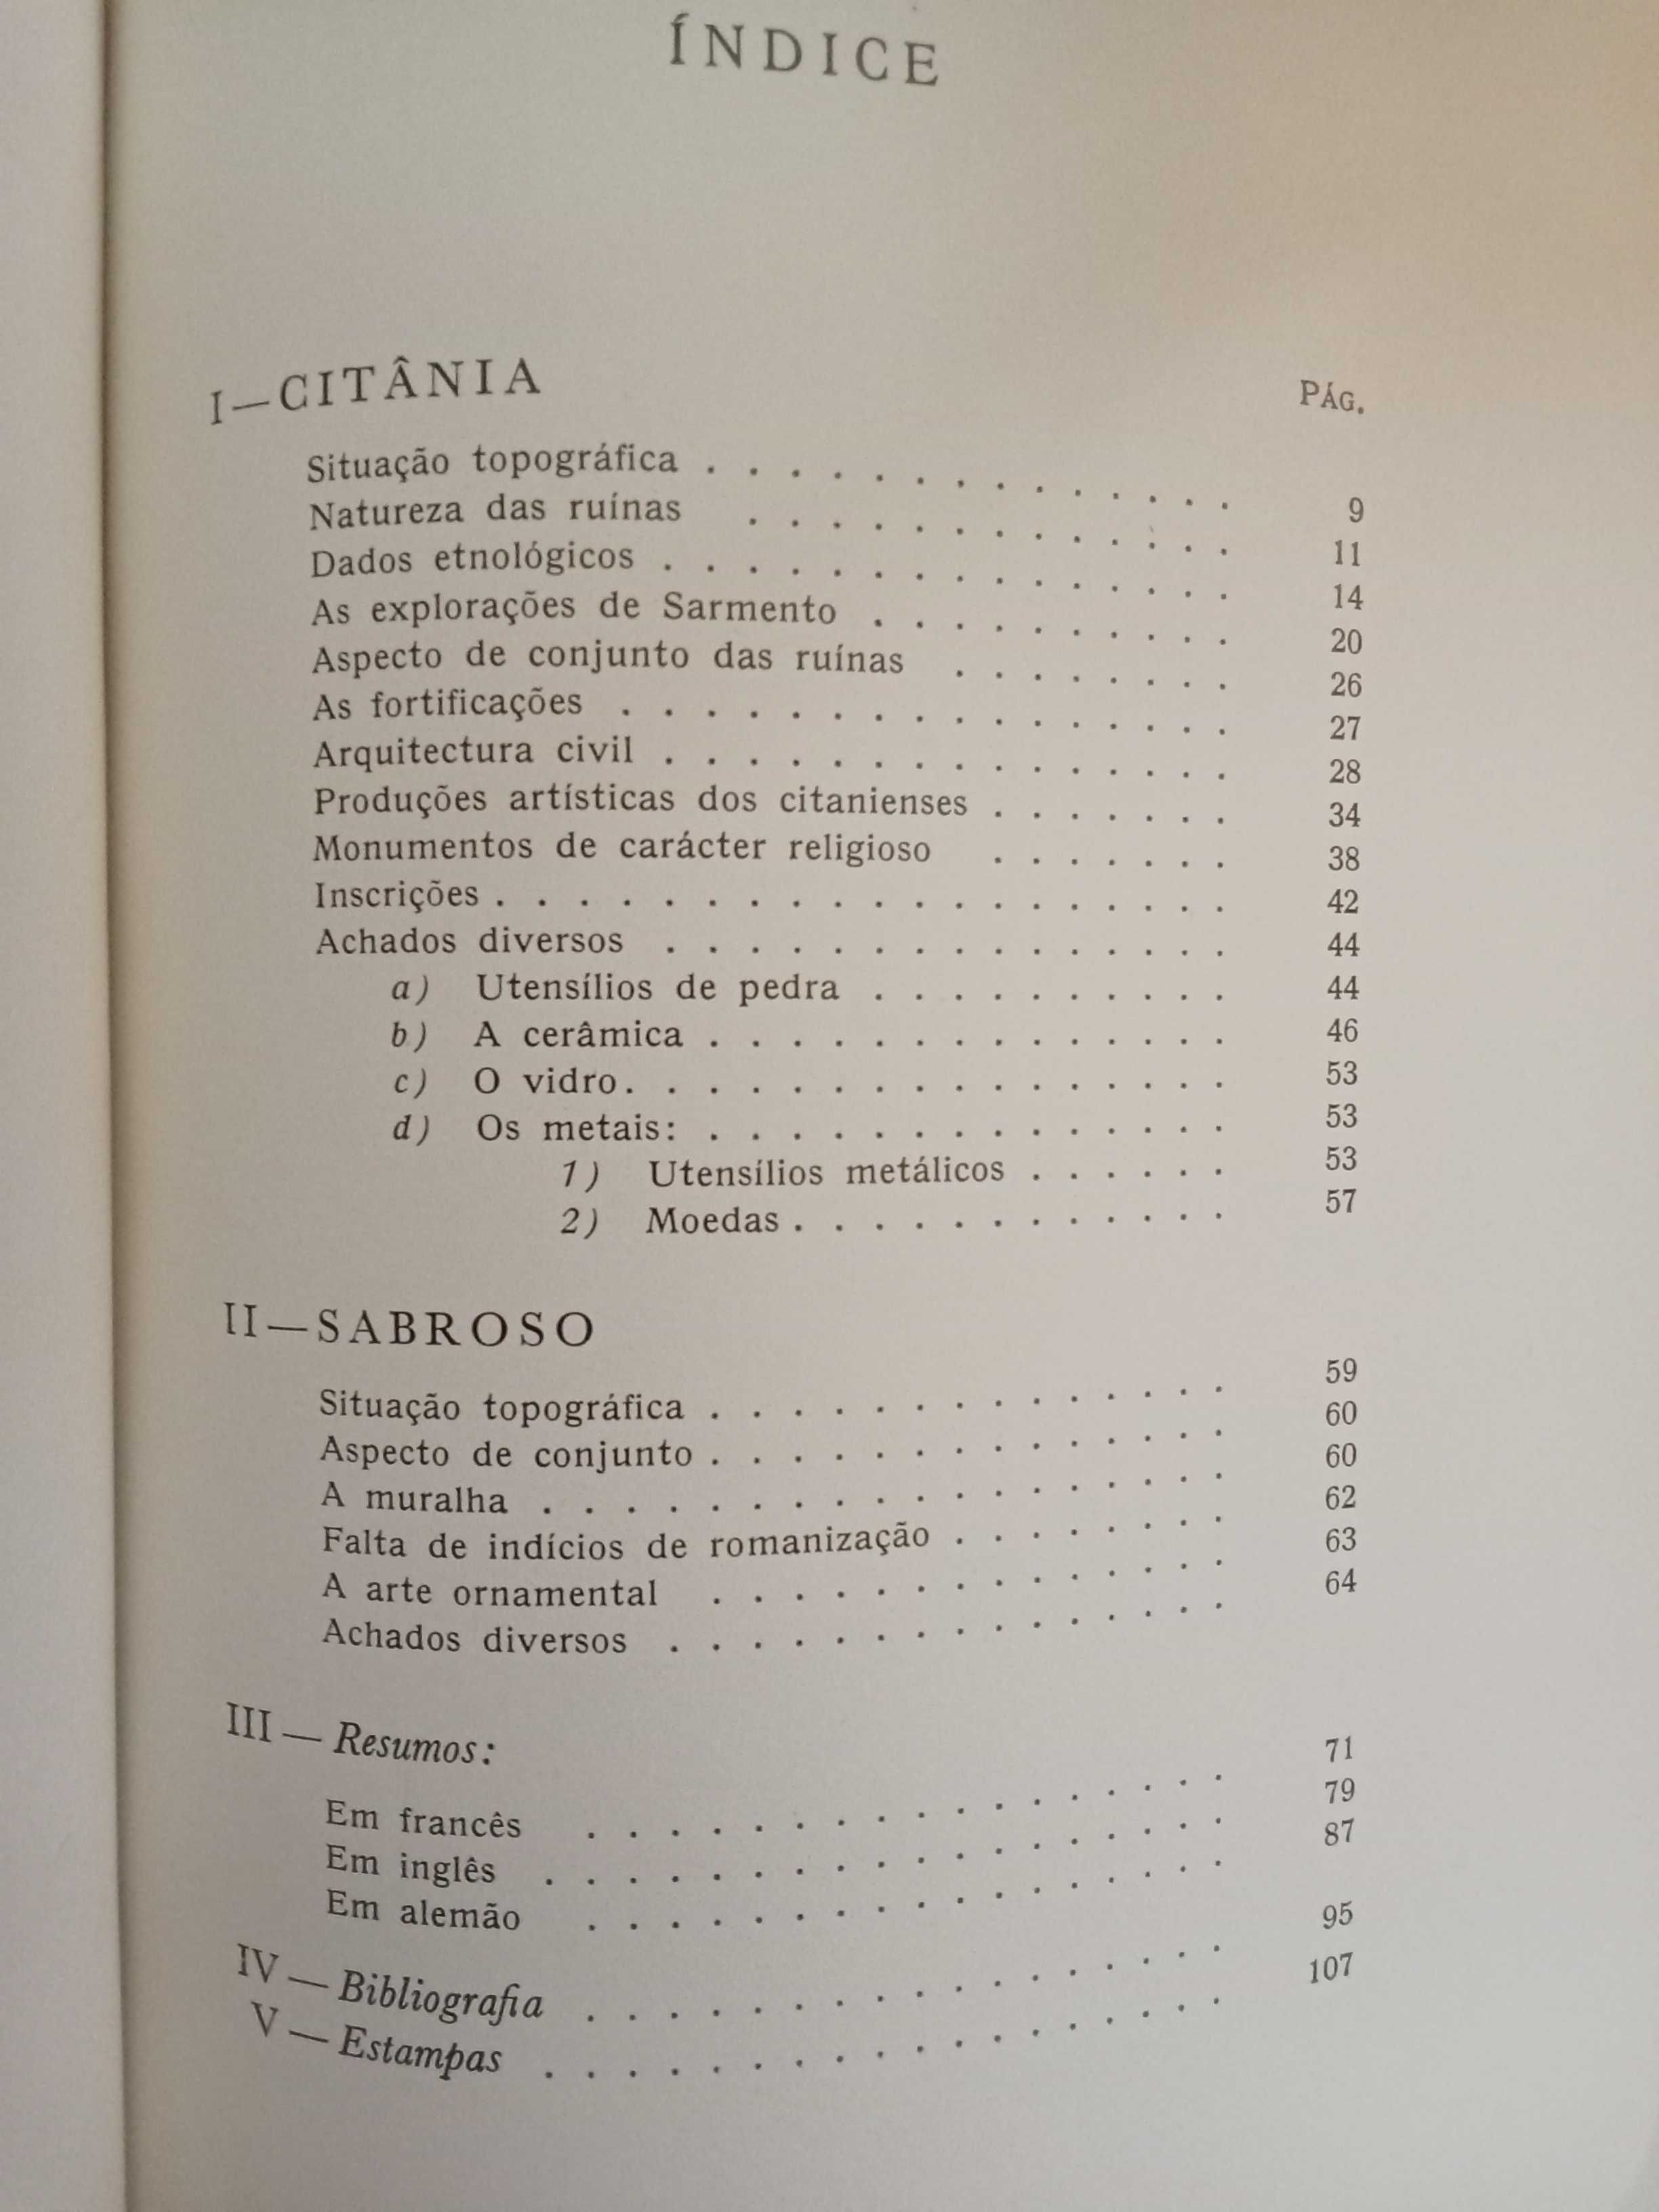 ÍNDICE
I—CITÂNIA
PÁG.
Situação topográfica . . . . . . . . . . . . . 9
Natureza das ruínas . . . . . . . . . . . . 11
Dados etnológicos . . . . . . . . . . . . . . 14
As explorações de Sarmento . . . . . . . . . 20
Aspecto de conjunto das ruínas . . . . . . . 26
As fortificações . . . . . . . . . . . . . . . 27
Arquitectura civil . . . . . . . . . . . . . . 28
Produções artísticas dos citanienses . . . . . . 34
Monumentos de carácter religioso . . . . . . . 38
Inscrições . . . . . . . . . . . . . . . . . . 42
Achados diversos . . . . . . . . . . . . . . 44
a) Utensílios de pedra . . . . . . . . . 44
b) A cerâmica . . . . . . . . . . . . . 46
c) O vidro . . . . . . . . . . . . . . . 53
d) Os metais: . . . . . . . . . . . . . 53
1) Utensílios metálicos . . . . . . 53
2) Moedas . . . . . . . . . . . 57
II—SABROSO
Situação topográfica . . . . . . . . . . . . . 59
Aspecto de conjunto . . . . . . . . . . . . . 60
A muralha . . . . . . . . . . . . . . . . . 60
Falta de indícios de romanização . . . . . . . . 62
A arte ornamental . . . . . . . . . . . . . 63
Achados diversos . . . . . . . . . . . . . . 64
III — Resumos:
Em francês . . . . . . . . . . . . . . . . 71
Em inglês . . . . . . . . . . . . . . . . . 79
Em alemão . . . . . . . . . . . . . . . . 87
IV — Bibliografia . . . . . . . . . . . . . . . . 95
V — Estampas . . . . . . . . . . . . . . . . . 107